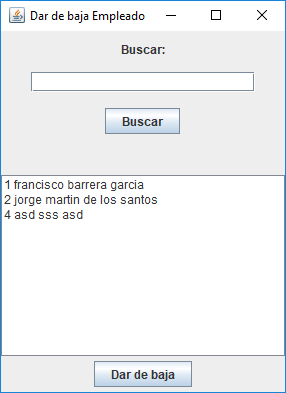 Dar de baja Empleado
Buscar:
Buscar
1 francisco barrera garcia
2 jorge martin de los santos
4 asd sss asd
Dar de baja